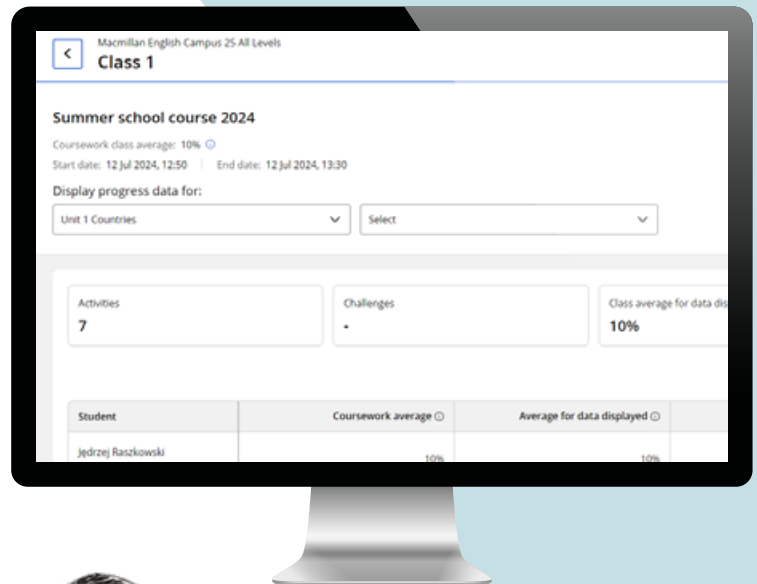 Macmillan English Campus 25 All Levels
Class 1
Summer school course 2024
Coursework class average: 10%
Start date: 12 Jul 2024, 12:50 | End date: 12 Jul 2024, 13:30
Display progress data for:
Unit 1 Countries Select
Activities Challenges Class average for data
7 - 10%
Student Coursework average Average for data displayed
Jędrzej Raszkowski 10% 10%